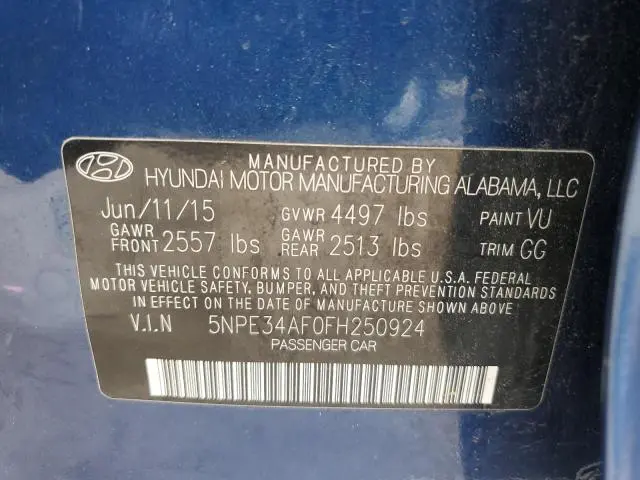 MANUFACTURED BY
HYUNDAI MOTOR MANUFACTURING ALABAMA, LLC
Jun/11/15 GVWR 4497 lbs PAINT VU
GAWR FRONT 2557 lbs GAWR REAR 2513 lbs TRIM GG
THIS VEHICLE CONFORMS TO ALL APPLICABLE U.S.A. FEDERAL
MOTOR VEHICLE SAFETY, BUMPER, AND THEFT PREVENTION STANDARDS
IN EFFECT ON THE DATE OF MANUFACTURE SHOWN ABOVE
V.I.N 5NPE34AF0FH250924
PASSENGER CAR